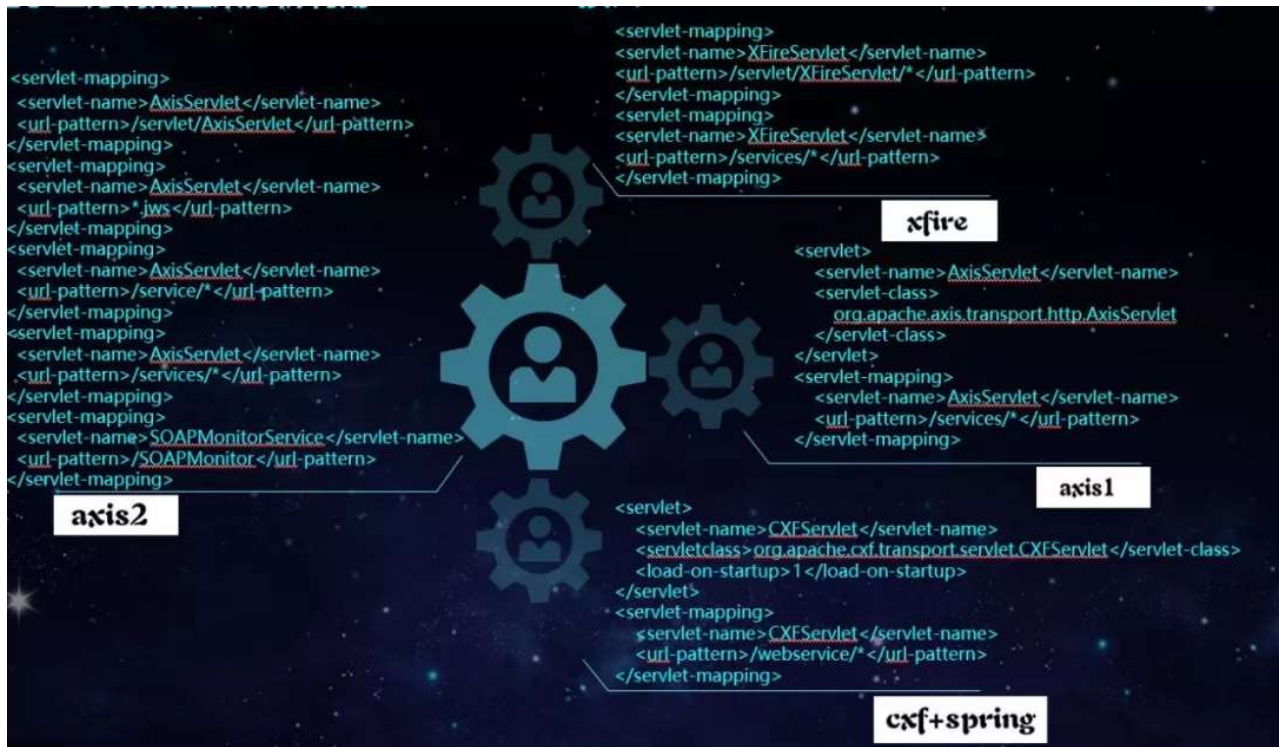 <servlet-mapping>
<servlet-name>AxisServlet</servlet-name>
<url-pattern>/servlet/AxisServlet</url-pattern>
</servlet-mapping>
<servlet-mapping>
<servlet-name>AxisServlet</servlet-name>
<url-pattern>*.jws</url-pattern>
</servlet-mapping>
<servlet-mapping>
<servlet-name>AxisServlet</servlet-name>
<url-pattern>/service/*</url-pattern>
</servlet-mapping>
<servlet-mapping>
<servlet-name>AxisServlet</servlet-name>
<url-pattern>/services/*</url-pattern>
</servlet-mapping>
<servlet-mapping>
<servlet-name>SOAPMonitorService</servlet-name>
<url-pattern>/SOAPMonitor</url-pattern>
</servlet-mapping>
axis2
<servlet-mapping>
<servlet-name>XFireServlet</servlet-name>
<url-pattern>/servlet/XFireServlet/*</url-pattern>
</servlet-mapping>
<servlet-mapping>
<servlet-name>XFireServlet</servlet-name>
<url-pattern>/services/*</url-pattern>
</servlet-mapping>
xfire
<servlet>
<servlet-name>AxisServlet</servlet-name>
<servlet-class>
org.apache.axis.transport.http.AxisServlet
</servlet-class>
</servlet>
<servlet-mapping>
<servlet-name>AxisServlet</servlet-name>
<url-pattern>/services/*</url-pattern>
</servlet-mapping>
axis1
<servlet>
<servlet-name>CXFServlet</servlet-name>
<servletclass>org.apache.cxf.transport.servlet.CXFServlet</servlet-class>
<load-on-startup>1</load-on-startup>
</servlet>
<servlet-mapping>
<servlet-name>CXFServlet</servlet-name>
<url-pattern>/webservice/*</url-pattern>
</servlet-mapping>
cxf+spring